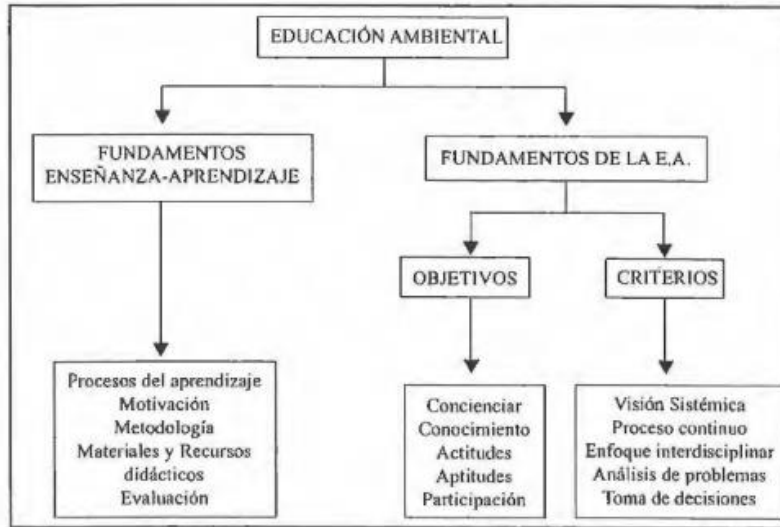 EDUCACIÓN AMBIENTAL
FUNDAMENTOS
ENSEÑANZA-APRENDIZAJE
FUNDAMENTOS DE LA E.A.
OBJETIVOS
CRITERIOS
Procesos del aprendizaje
Motivación
Metodología
Materiales y Recursos
didácticos
Evaluación
Concienciar
Conocimiento
Actitudes
Aptitudes
Participación
Visión Sistémica
Proceso continuo
Enfoque interdisciplinar
Análisis de problemas
Toma de decisiones